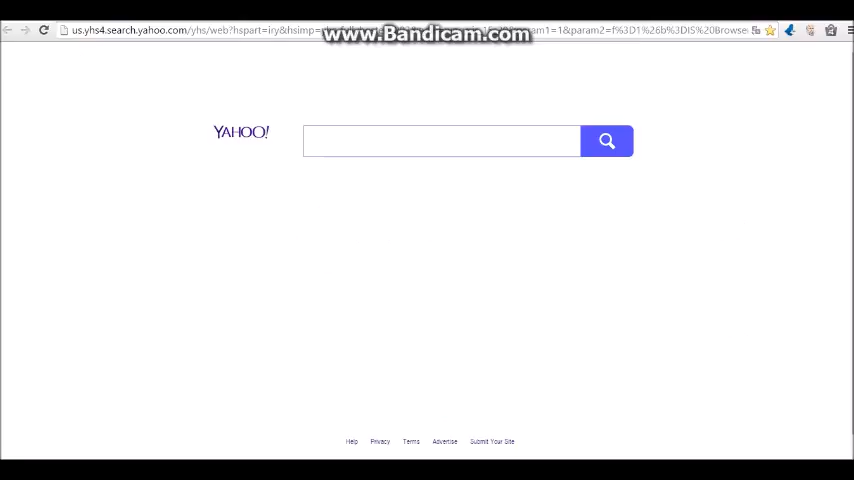 www.Bandicam.com
us.yhs4.search.yahoo.com/yhs/web?hspart=iry&hsimp= param1=1&param2=f%3D1%26b%3DIS%20Browse
YAHOO!
Help Privacy Terms Advertise Submit Your Site